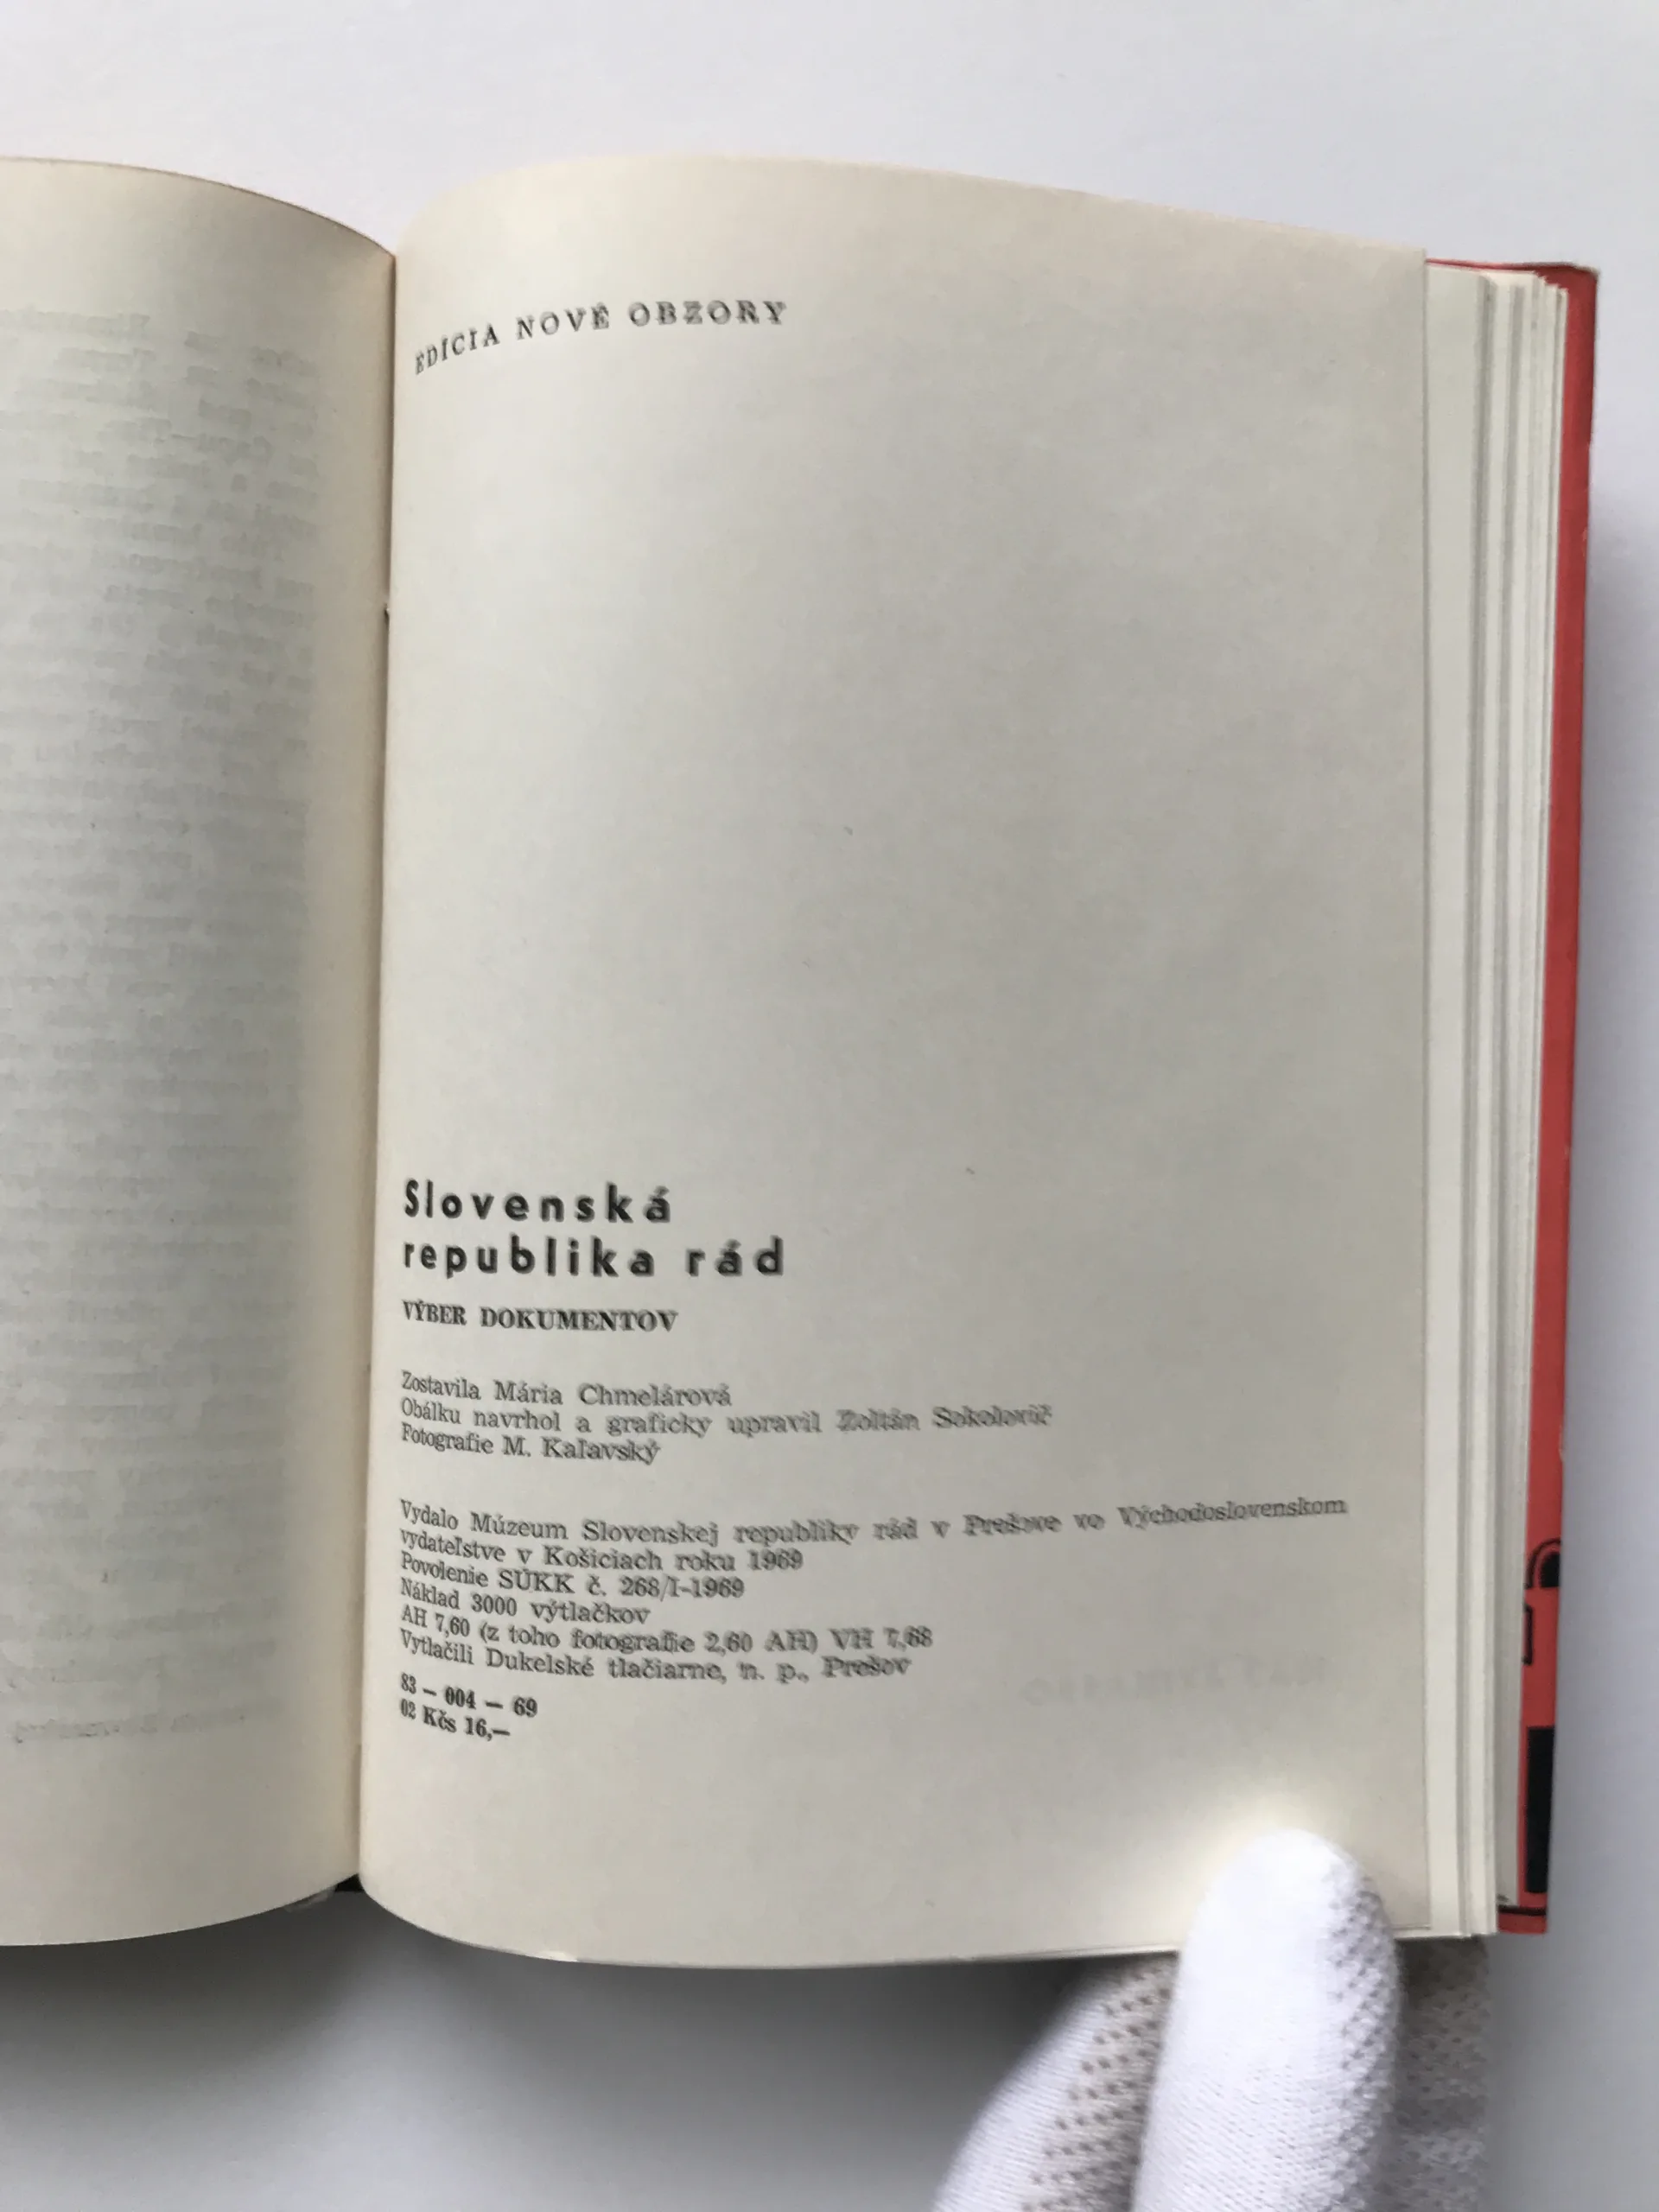 EDÍCIA NOVÉ OBZORY
Slovenská
republika rád
VÝBER DOKUMENTOV
Zostavila Mária Chmelárová
Obálku navrhol a graficky upravil Zoltán Sokolovič
Fotografie M. Kaľavský
Vydalo Múzeum Slovenskej republiky rád v Prešove vo Východoslovenskom
vydateľstve v Košiciach roku 1969
Povolenie SÚKK č. 268/I-1969
Náklad 3000 výtlačkov
AH 7,60 (z toho fotografie 2,60 AH) VH 7,68
Vytlačili Dukelské tlačiarne, n. p., Prešov
83 — 004 — 69
02 Kčs 16,—